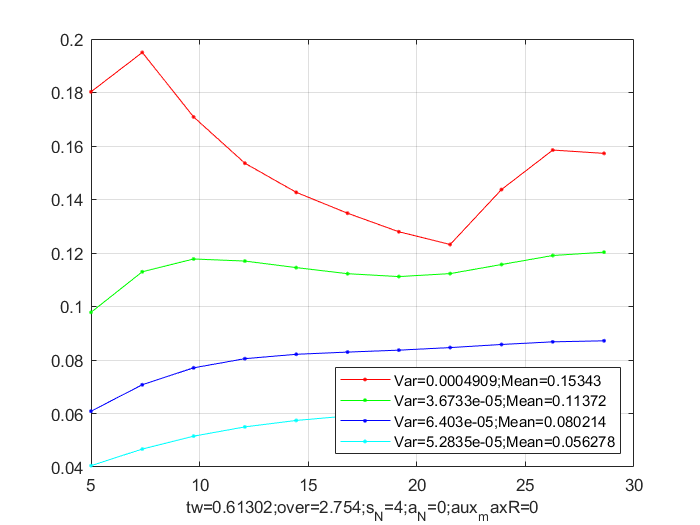 0.2
0.18
0.16
0.14
0.12
0.1
0.08
0.06
0.04
Var=0.0004909;Mean=0.15343
Var=3.6733e-05;Mean=0.11372
Var=6.403e-05;Mean=0.080214
Var=5.2835e-05;Mean=0.056278
5 10 15 20 25 30
tw=0.61302;over=2.754;s_N=4;a_N=0;aux_maxR=0